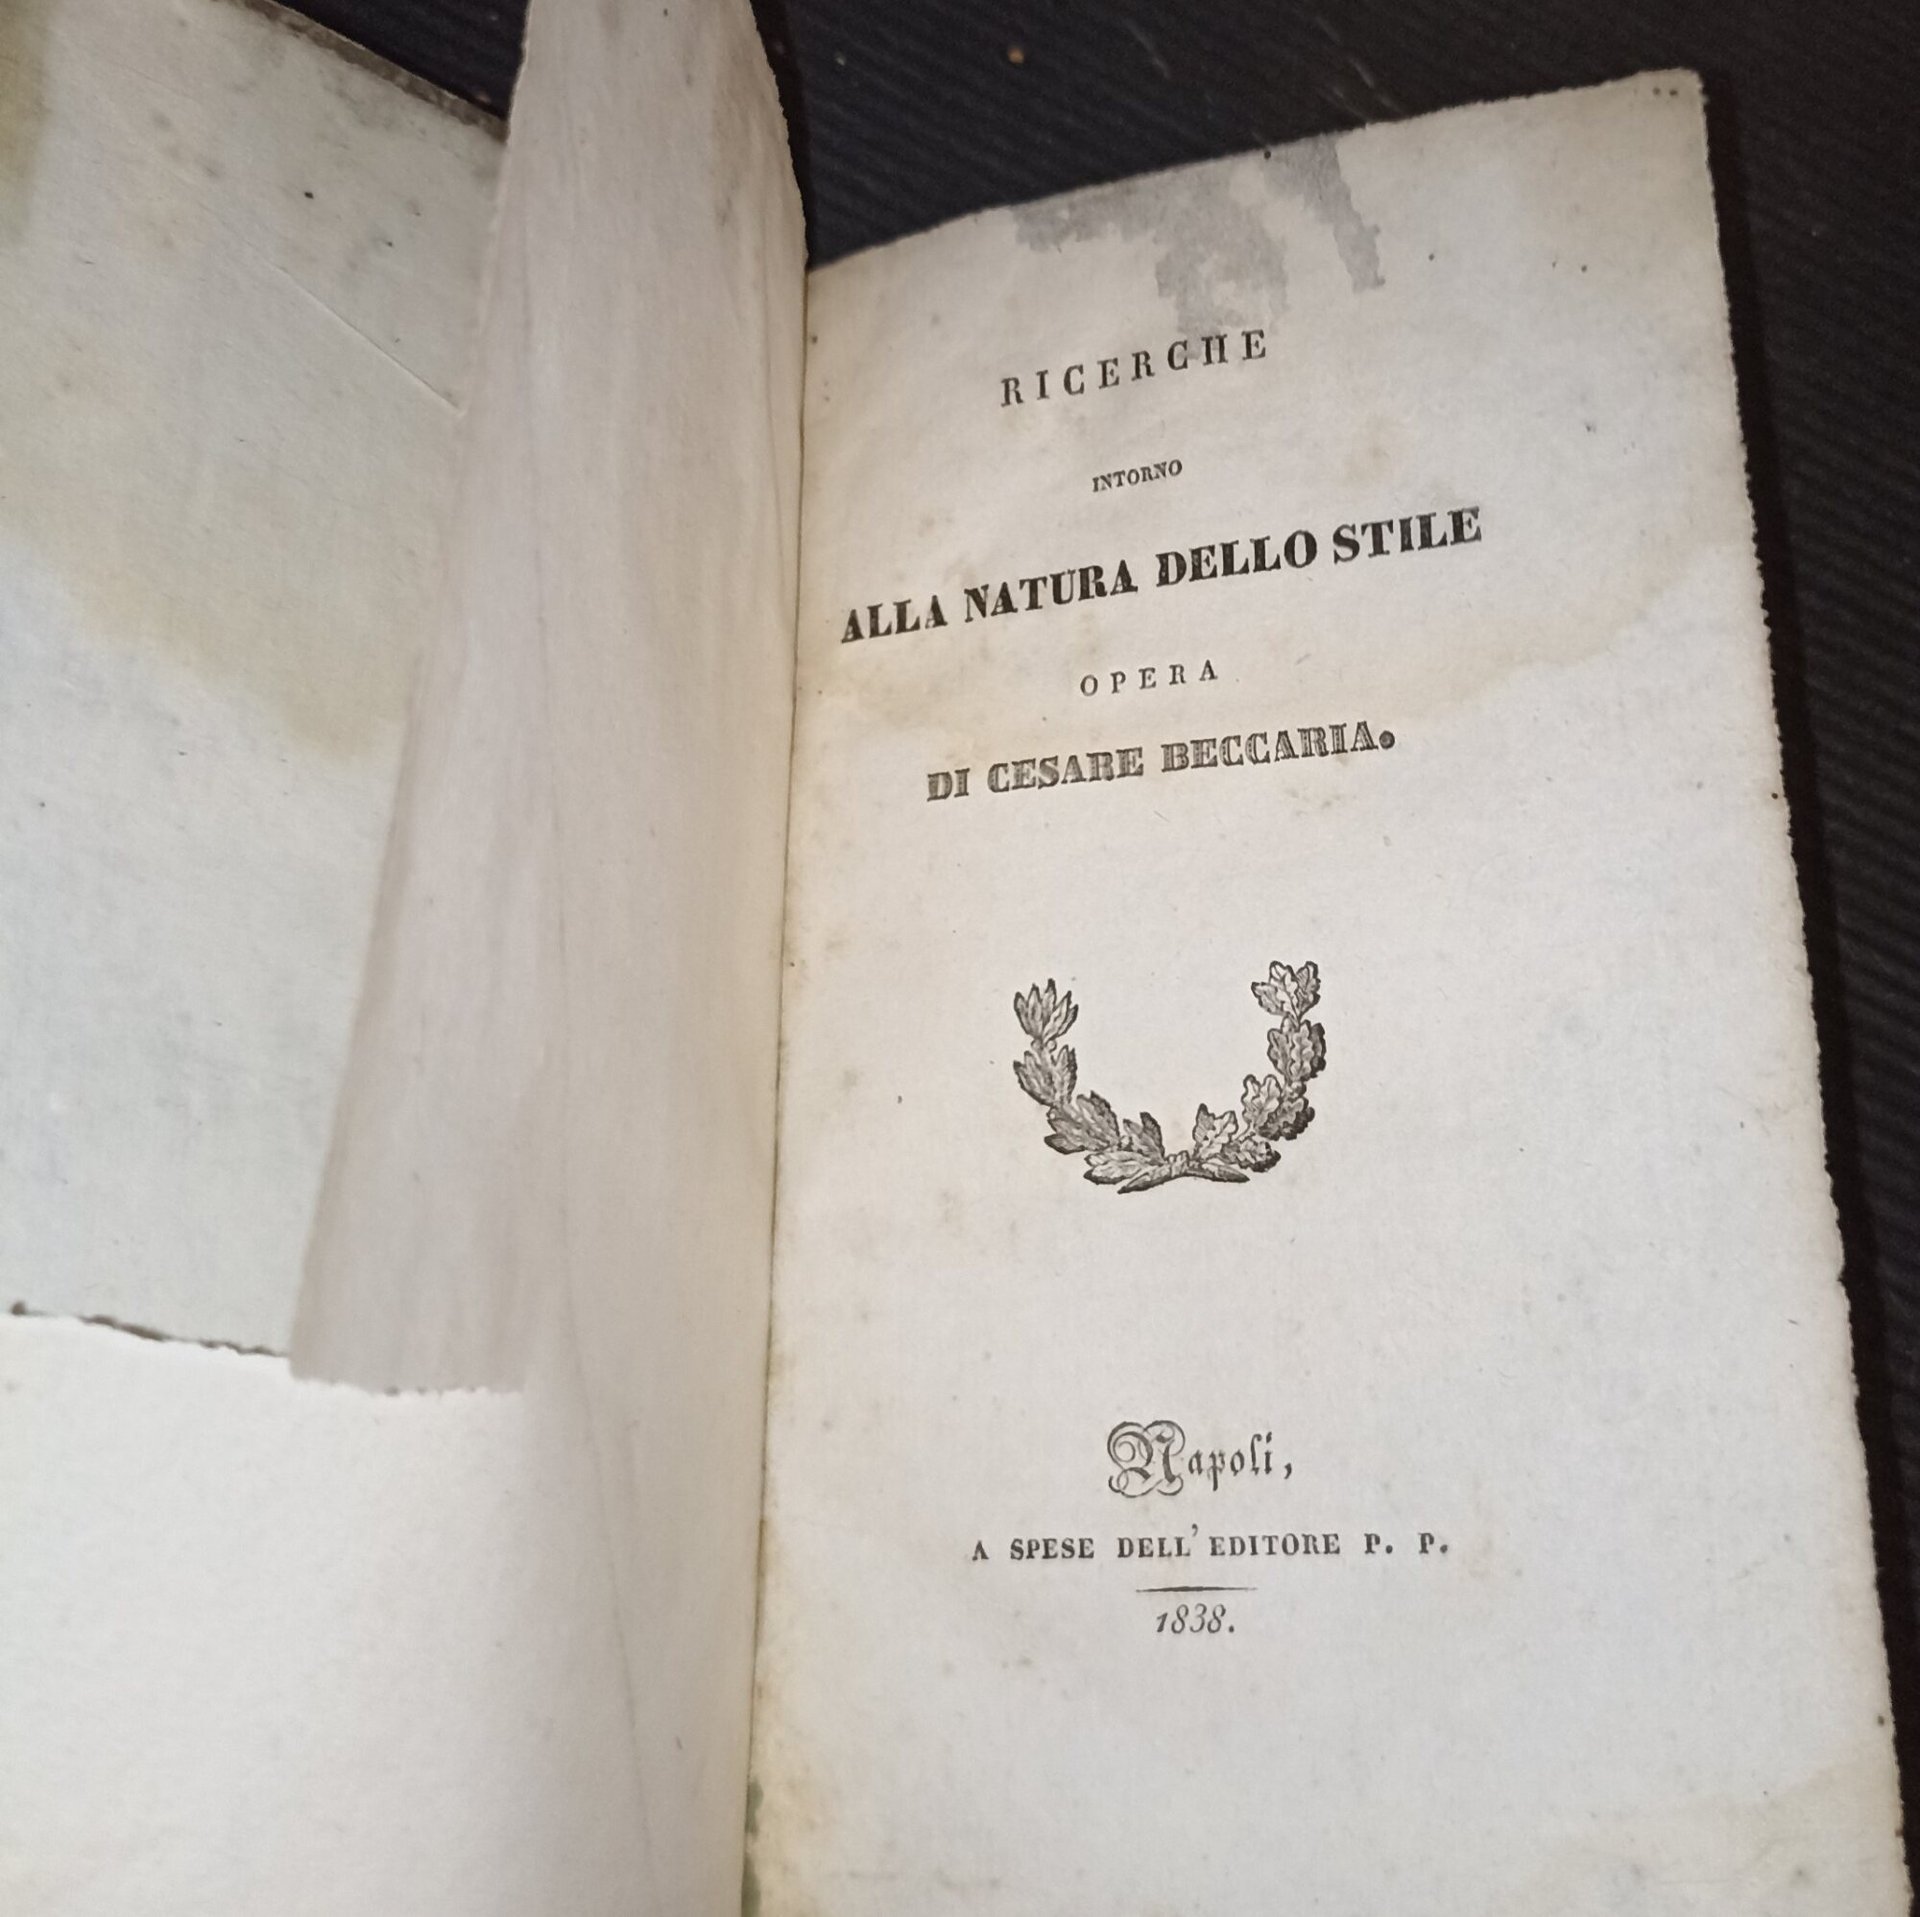 RICERCHE
INTORNO
ALLA NATURA DELLO STILE
OPERA
DI CESARE BECCARIA.
Napoli,
A SPESE DELL' EDITORE P. P.
1838.